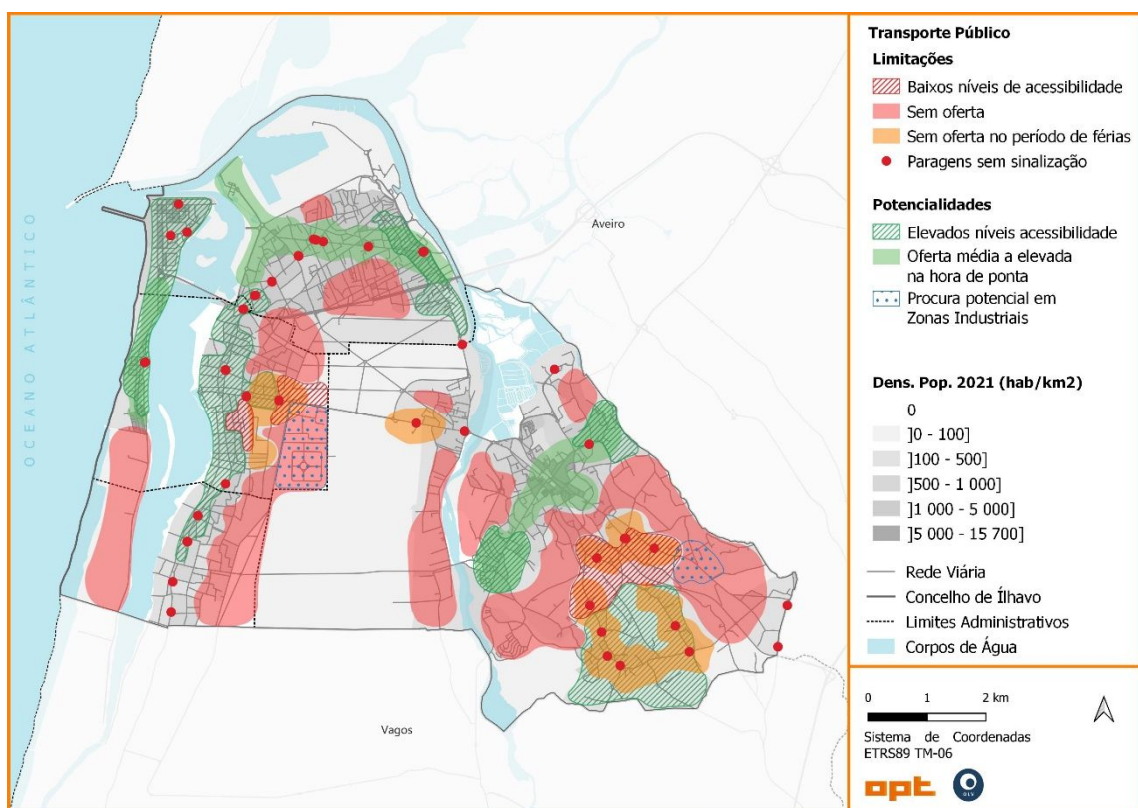 OCEANO ATLÂNTICO
Aveiro
Vagos
Transporte Público
Limitações
Baixos níveis de acessibilidade
Sem oferta
Sem oferta no período de férias
Paragens sem sinalização
Potencialidades
Elevados níveis acessibilidade
Oferta média a elevada
na hora de ponta
Procura potencial em
Zonas Industriais
Dens. Pop. 2021 (hab/km2)
0
]0 - 100]
]100 - 500]
]500 - 1 000]
]1 000 - 5 000]
]5 000 - 15 700]
Rede Viária
Concelho de Ílhavo
Limites Administrativos
Corpos de Água
0 1 2 km
Sistema de Coordenadas
ETRS89 TM-06
opt